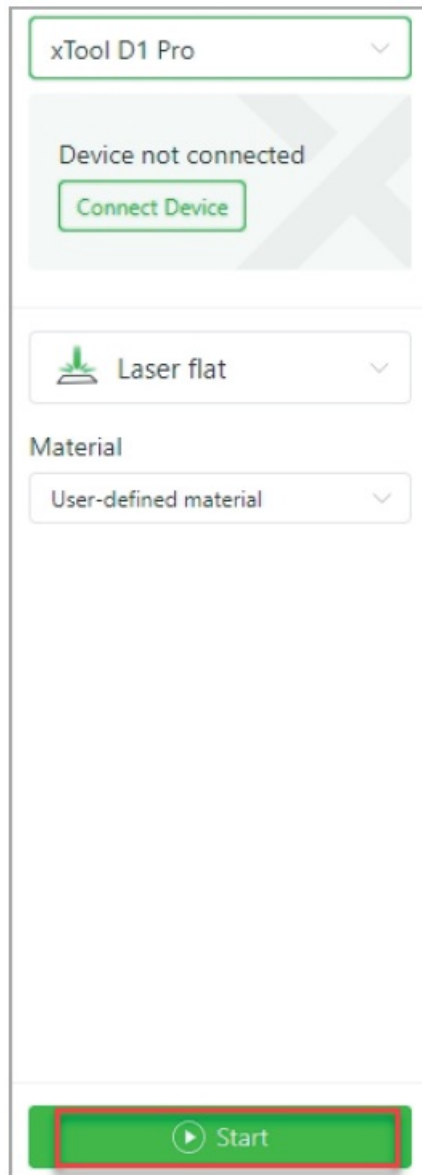 xTool D1 Pro
Device not connected
Connect Device
Laser flat
Material
User-defined material
Start